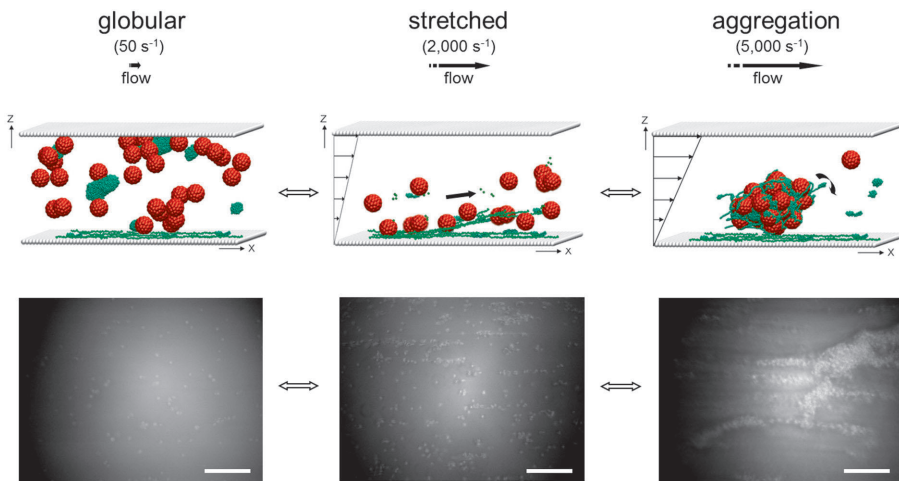 globular
(50 s⁻¹)
flow
stretched
(2,000 s⁻¹)
flow
aggregation
(5,000 s⁻¹)
flow
Z
X
Z
X
Z
X